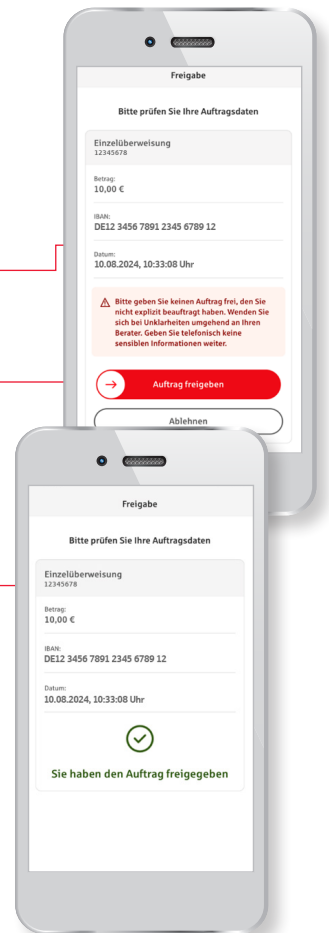 Freigabe
Bitte prüfen Sie Ihre Auftragsdaten
Einzelüberweisung
12345678
Betrag:
10,00 €
IBAN:
DE12 3456 7891 2345 6789 12
Datum:
10.08.2024, 10:33:08 Uhr
Bitte geben Sie keinen Auftrag frei, den Sie
nicht explizit beauftragt haben. Wenden Sie
sich bei Unklarheiten umgehend an Ihren
Berater. Geben Sie telefonisch keine
sensiblen Informationen weiter.
Auftrag freigeben
Ablehnen
Freigabe
Bitte prüfen Sie Ihre Auftragsdaten
Einzelüberweisung
12345678
Betrag:
10,00 €
IBAN:
DE12 3456 7891 2345 6789 12
Datum:
10.08.2024, 10:33:08 Uhr
Sie haben den Auftrag freigegeben